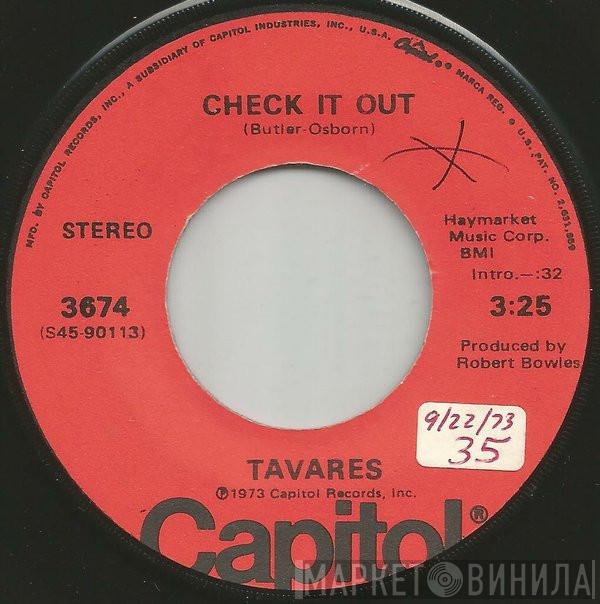 MFD. BY CAPITOL RECORDS, INC., A SUBSIDIARY OF CAPITOL INDUSTRIES, INC., U.S.A. Capitol ® MARCA REG. ® U.S. PAT. NO. 2,631,859
CHECK IT OUT
(Butler-Osborn)
STEREO
Haymarket
Music Corp.
BMI
Intro.—:32
3674
(S45-90113)
3:25
Produced by
Robert Bowles
9/22/73
35
TAVARES
℗1973 Capitol Records, Inc.
Capitol®
МАРКЕТ ВИНИЛА